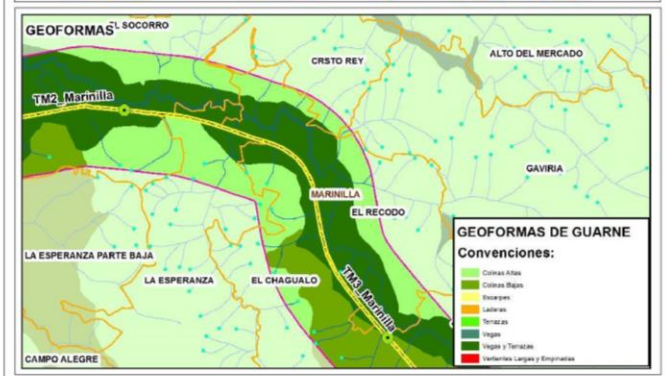 GEOFORMAS
EL SOCORRO
CRSTO REY
ALTO DEL MERCADO
TM2_Marinilla
GAVIRIA
MARINILLA
EL RECODO
LA ESPERANZA PARTE BAJA
LA ESPERANZA
EL CHAGUALO
TM3_Marinilla
CAMPO ALEGRE
GEOFORMAS DE GUARNE
Convenciones:
Colinas Altas
Colinas Bajas
Escarpes
Laderas
Terrazas
Vegas
Vegas y Terrazas
Vertientes Largas y Empinadas